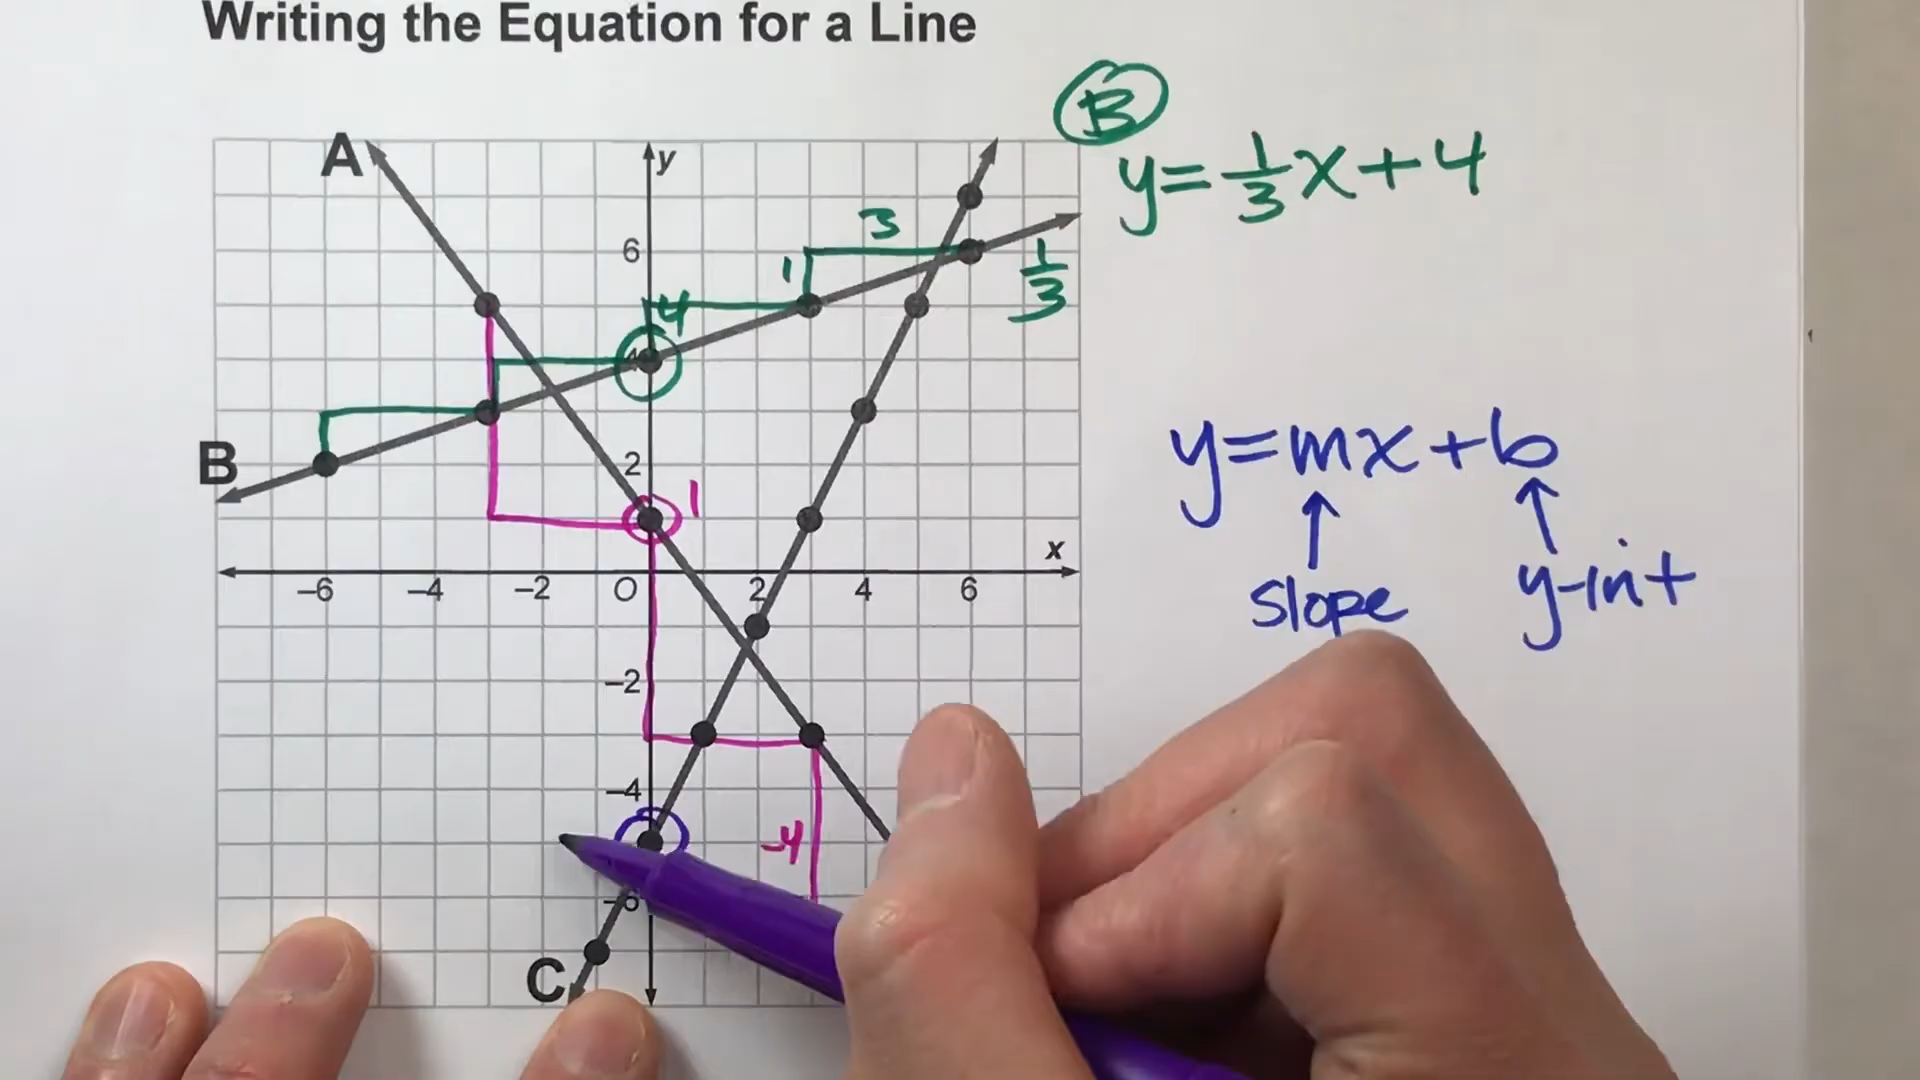 Writing the Equation for a Line
B
A
y
y=1/3x+4
3
6
1
1/3
4
4
y=mx+b
B
2
1
x
–6 –4 –2 O 2 4 6
slope
y-int
–2
–4
-4
–6
C